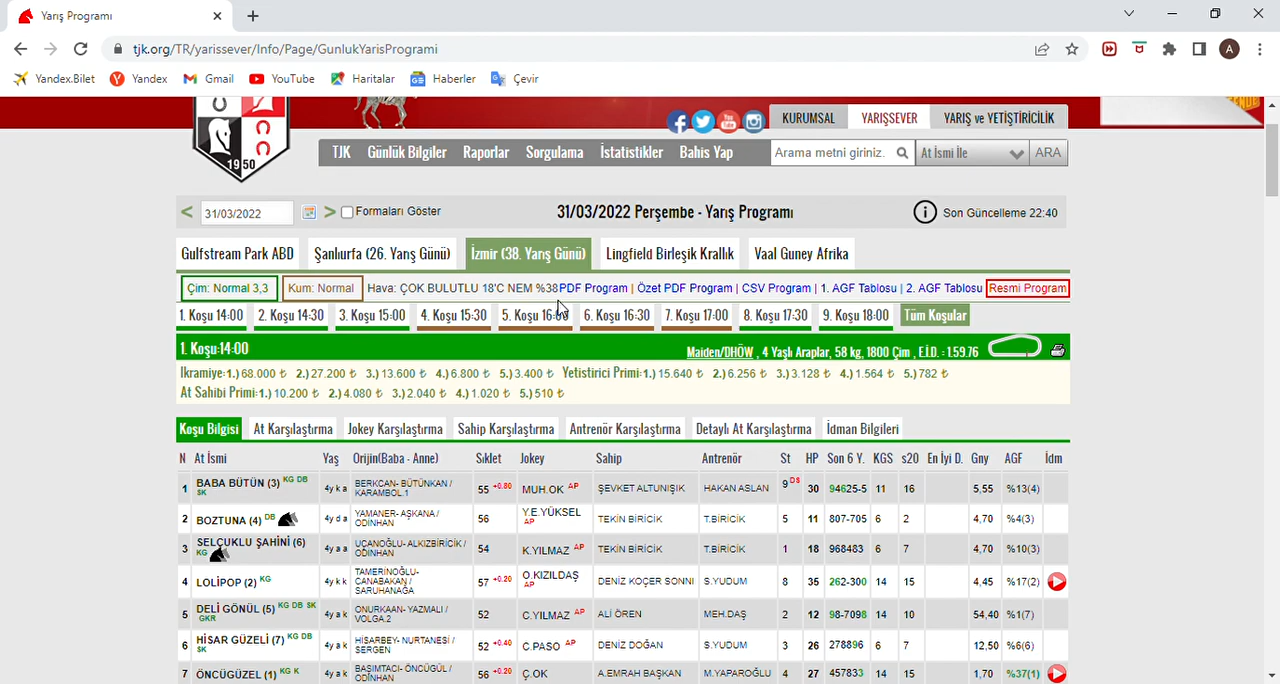 Yarış Programı
tjk.org/TR/yarissever/Info/Page/GunlukYarisProgrami
A
Yandex.Bilet Yandex Gmail YouTube Haritalar Haberler Çevir
1950
KURUMSAL YARIŞSEVER YARIŞ ve YETİŞTİRİCİLİK
TJK Günlük Bilgiler Raporlar Sorgulama İstatistikler Bahis Yap Arama metni giriniz. At İsmi İle ARA
< 31/03/2022 > Formaları Göster 31/03/2022 Perşembe - Yarış Programı Son Güncelleme 22:40
Gulfstream Park ABD Şanlıurfa (26. Yarış Günü) İzmir (38. Yarış Günü) Lingfield Birleşik Krallık Vaal Guney Afrika
Çim: Normal 3,3 Kum: Normal Hava: ÇOK BULUTLU 18'C NEM %38PDF Program | Özet PDF Program | CSV Program | 1. AGF Tablosu | 2. AGF Tablosu Resmi Program
1. Koşu 14:00 2. Koşu 14:30 3. Koşu 15:00 4. Koşu 15:30 5. Koşu 16:00 6. Koşu 16:30 7. Koşu 17:00 8. Koşu 17:30 9. Koşu 18:00 Tüm Koşular
1. Koşu:14:00 Maiden/DHÖW , 4 Yaşlı Araplar, 58 kg, 1800 Çim , E.İ.D. : 1.59.76
Ikramiye:1.) 68.000 ₺ 2.) 27.200 ₺ 3.) 13.600 ₺ 4.) 6.800 ₺ 5.) 3.400 ₺ Yetistirici Primi:1.) 15.640 ₺ 2.) 6.256 ₺ 3.) 3.128 ₺ 4.) 1.564 ₺ 5.) 782 ₺
At Sahibi Primi:1.) 10.200 ₺ 2.) 4.080 ₺ 3.) 2.040 ₺ 4.) 1.020 ₺ 5.) 510 ₺
Koşu Bilgisi At Karşılaştırma Jokey Karşılaştırma Sahip Karşılaştırma Antrenör Karşılaştırma Detaylı At Karşılaştırma İdman Bilgileri
N At İsmi Yaş Orijin(Baba - Anne) Sıklet Jokey Sahip Antrenör St HP Son 6 Y. KGS s20 En İyi D. Gny AGF İdm
1 BABA BÜTÜN (3) KG DB SK 4y k a BERKCAN- BÜTÜNKAN / KARAMBOL.1 55 +0.80 MUH.OK AP ŞEVKET ALTUNIŞIK HAKAN ASLAN 9 DS 30 94625-5 11 16 5,55 %13(4)
2 BOZTUNA (4) DB 4y d a YAMANER- AŞKANA / ODİNHAN 56 Y.E.YÜKSEL AP TEKİN BİRİCİK T.BİRİCİK 5 11 807-705 6 2 4,70 %4(3)
3 SELÇUKLU ŞAHİNİ (6) KG 4y a a UÇANOĞLU- ALKIZBİRİCİK / ODİNHAN 54 K.YILMAZ AP TEKİN BİRİCİK T.BİRİCİK 1 18 968483 6 7 4,70 %10(3)
4 LOLİPOP (2) KG 4y k k TAMERİNOĞLU- CANABAKAN / SARUHANAĞA 57 +0.20 O.KIZILDAŞ AP DENİZ KOÇER SONNI S.YUDUM 8 35 262-300 14 15 4,45 %17(2)
5 DELİ GÖNÜL (5) KG DB SK GKR 4y a k ONURKAAN- YAZMALI / VOLGA.2 52 C.YILMAZ AP ALİ ÖREN MEH.DAŞ 2 12 98-7098 14 10 54,40 %1(7)
6 HİSAR GÜZELİ (7) KG DB SK 4y a k HİSARBEY- NURTANESİ / SERGEN 52 +0.40 C.PASO AP DENİZ DOĞAN S.YUDUM 3 26 278896 6 7 12,50 %6(6)
7 ÖNCÜGÜZEL (1) KG K 4y a k BASIMTACI- ÖNCÜGÜL / ODİNHAN 56 +0.20 Ç.OK A.EMRAH BAŞKAN M.YAPAROĞLU 4 27 457833 14 7 1,70 %37(1)